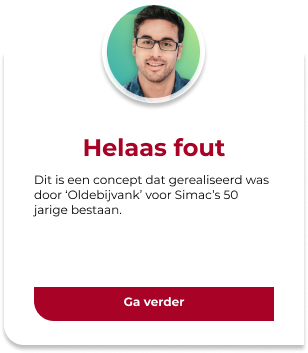 Helaas fout
Dit is een concept dat gerealiseerd was
door ‘Oldebijvank’ voor Simac’s 50
jarige bestaan.
Ga verder